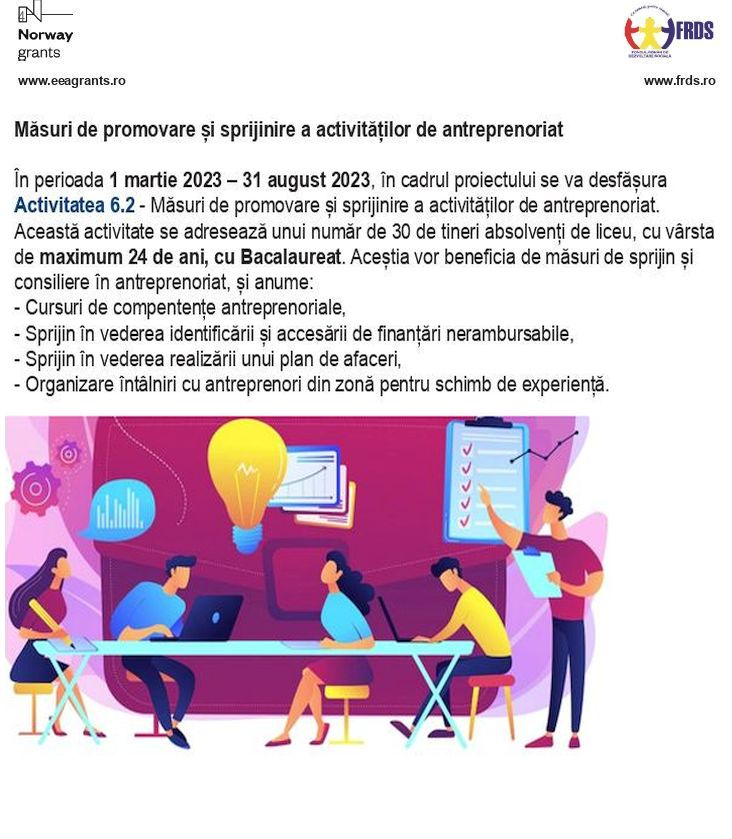 Norway
grants
FRDS
FONDUL ROMÂN DE
DEZVOLTARE SOCIALĂ
www.eeagrants.ro
www.frds.ro
Măsuri de promovare și sprijinire a activităților de antreprenoriat
În perioada 1 martie 2023 – 31 august 2023, în cadrul proiectului se va desfășura
Activitatea 6.2 - Măsuri de promovare și sprijinire a activităților de antreprenoriat.
Această activitate se adresează unui număr de 30 de tineri absolvenți de liceu, cu vârsta
de maximum 24 de ani, cu Bacalaureat. Aceștia vor beneficia de măsuri de sprijin și
consiliere în antreprenoriat, și anume:
- Cursuri de compentențe antreprenoriale,
- Sprijin în vederea identificării și accesării de finanțări nerambursabile,
- Sprijin în vederea realizării unui plan de afaceri,
- Organizare întâlniri cu antreprenori din zonă pentru schimb de experiență.